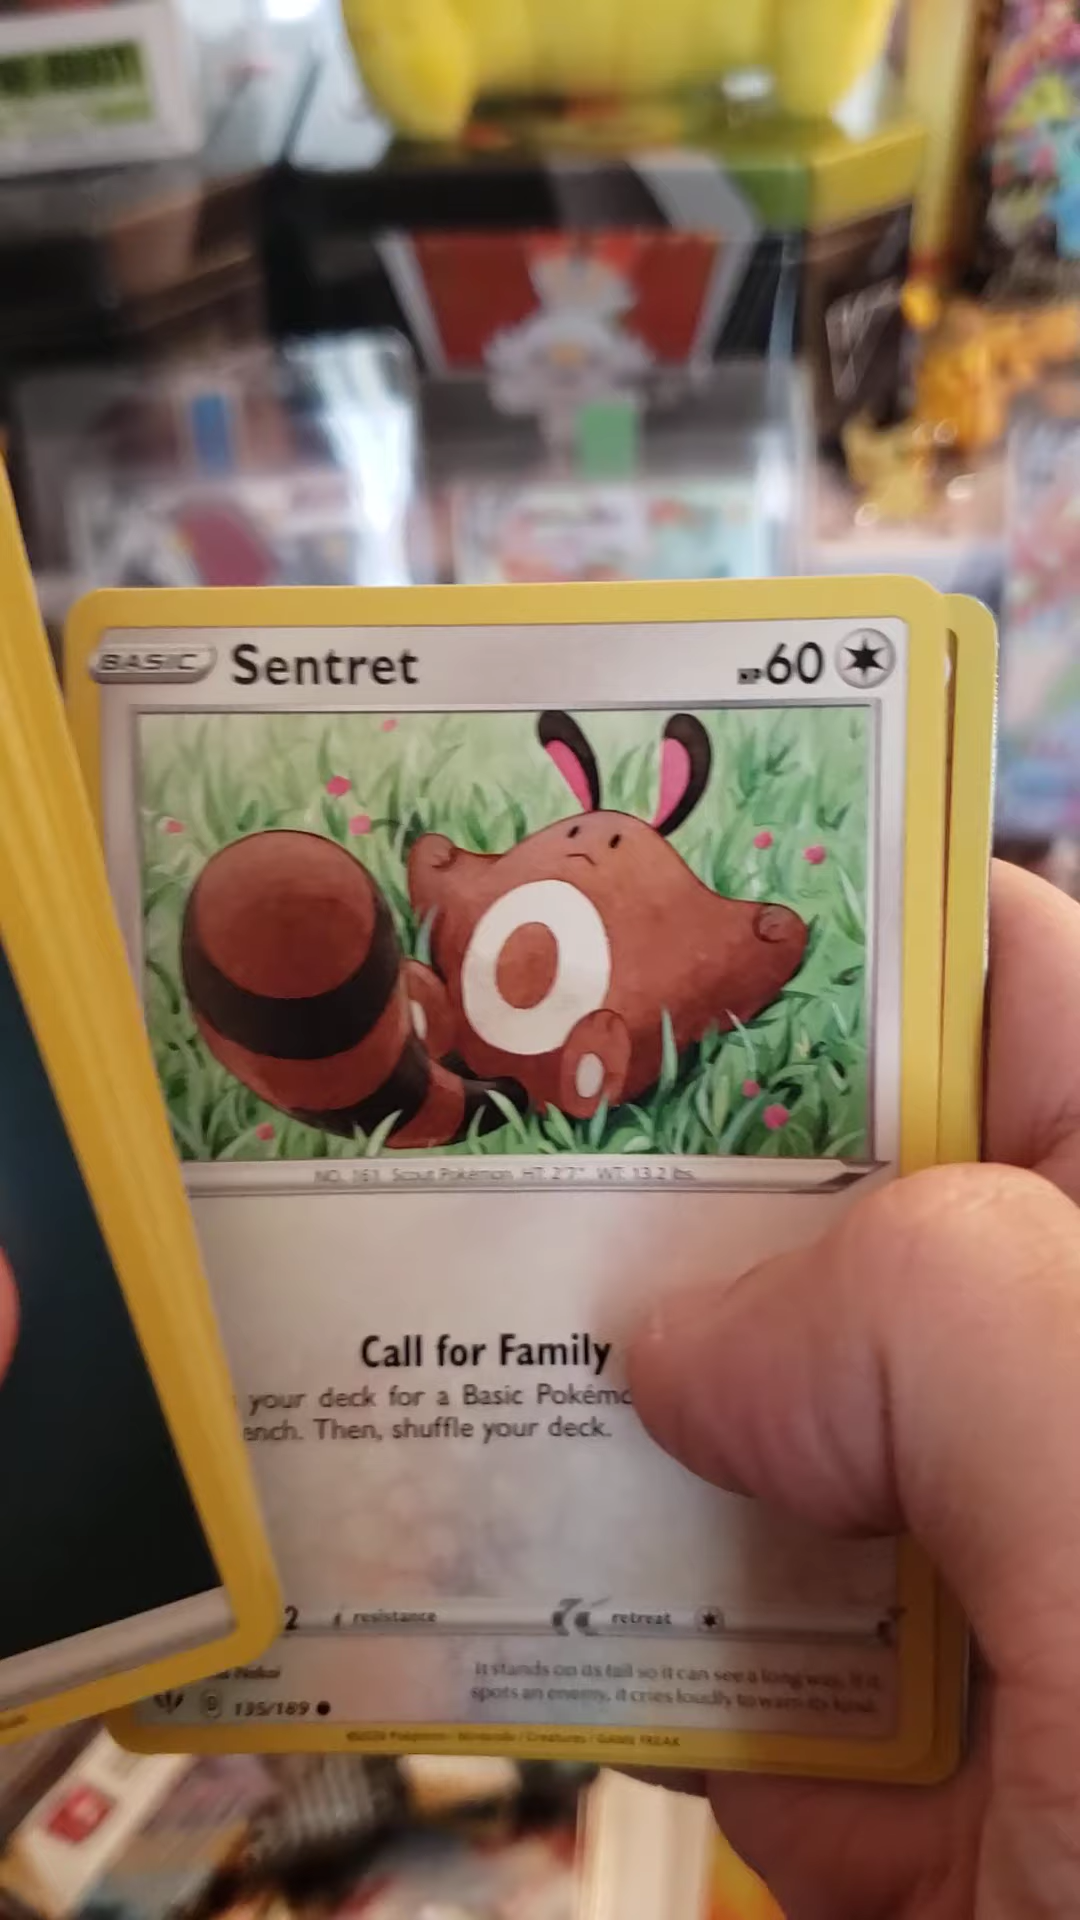 BASIC Sentret HP 60
NO. 161 Scout Pokémon HT 2'7" WT 13.2 lbs.
Call for Family
your deck for a Basic Pokémo
ench. Then, shuffle your deck.
2 resistance retreat
It stands on its tail so it can see a long way. If it
spots an enemy, it cries loudly to warn its kind.
D 135/189
©2020 Pokémon / Nintendo / Creatures / GAME FREAK